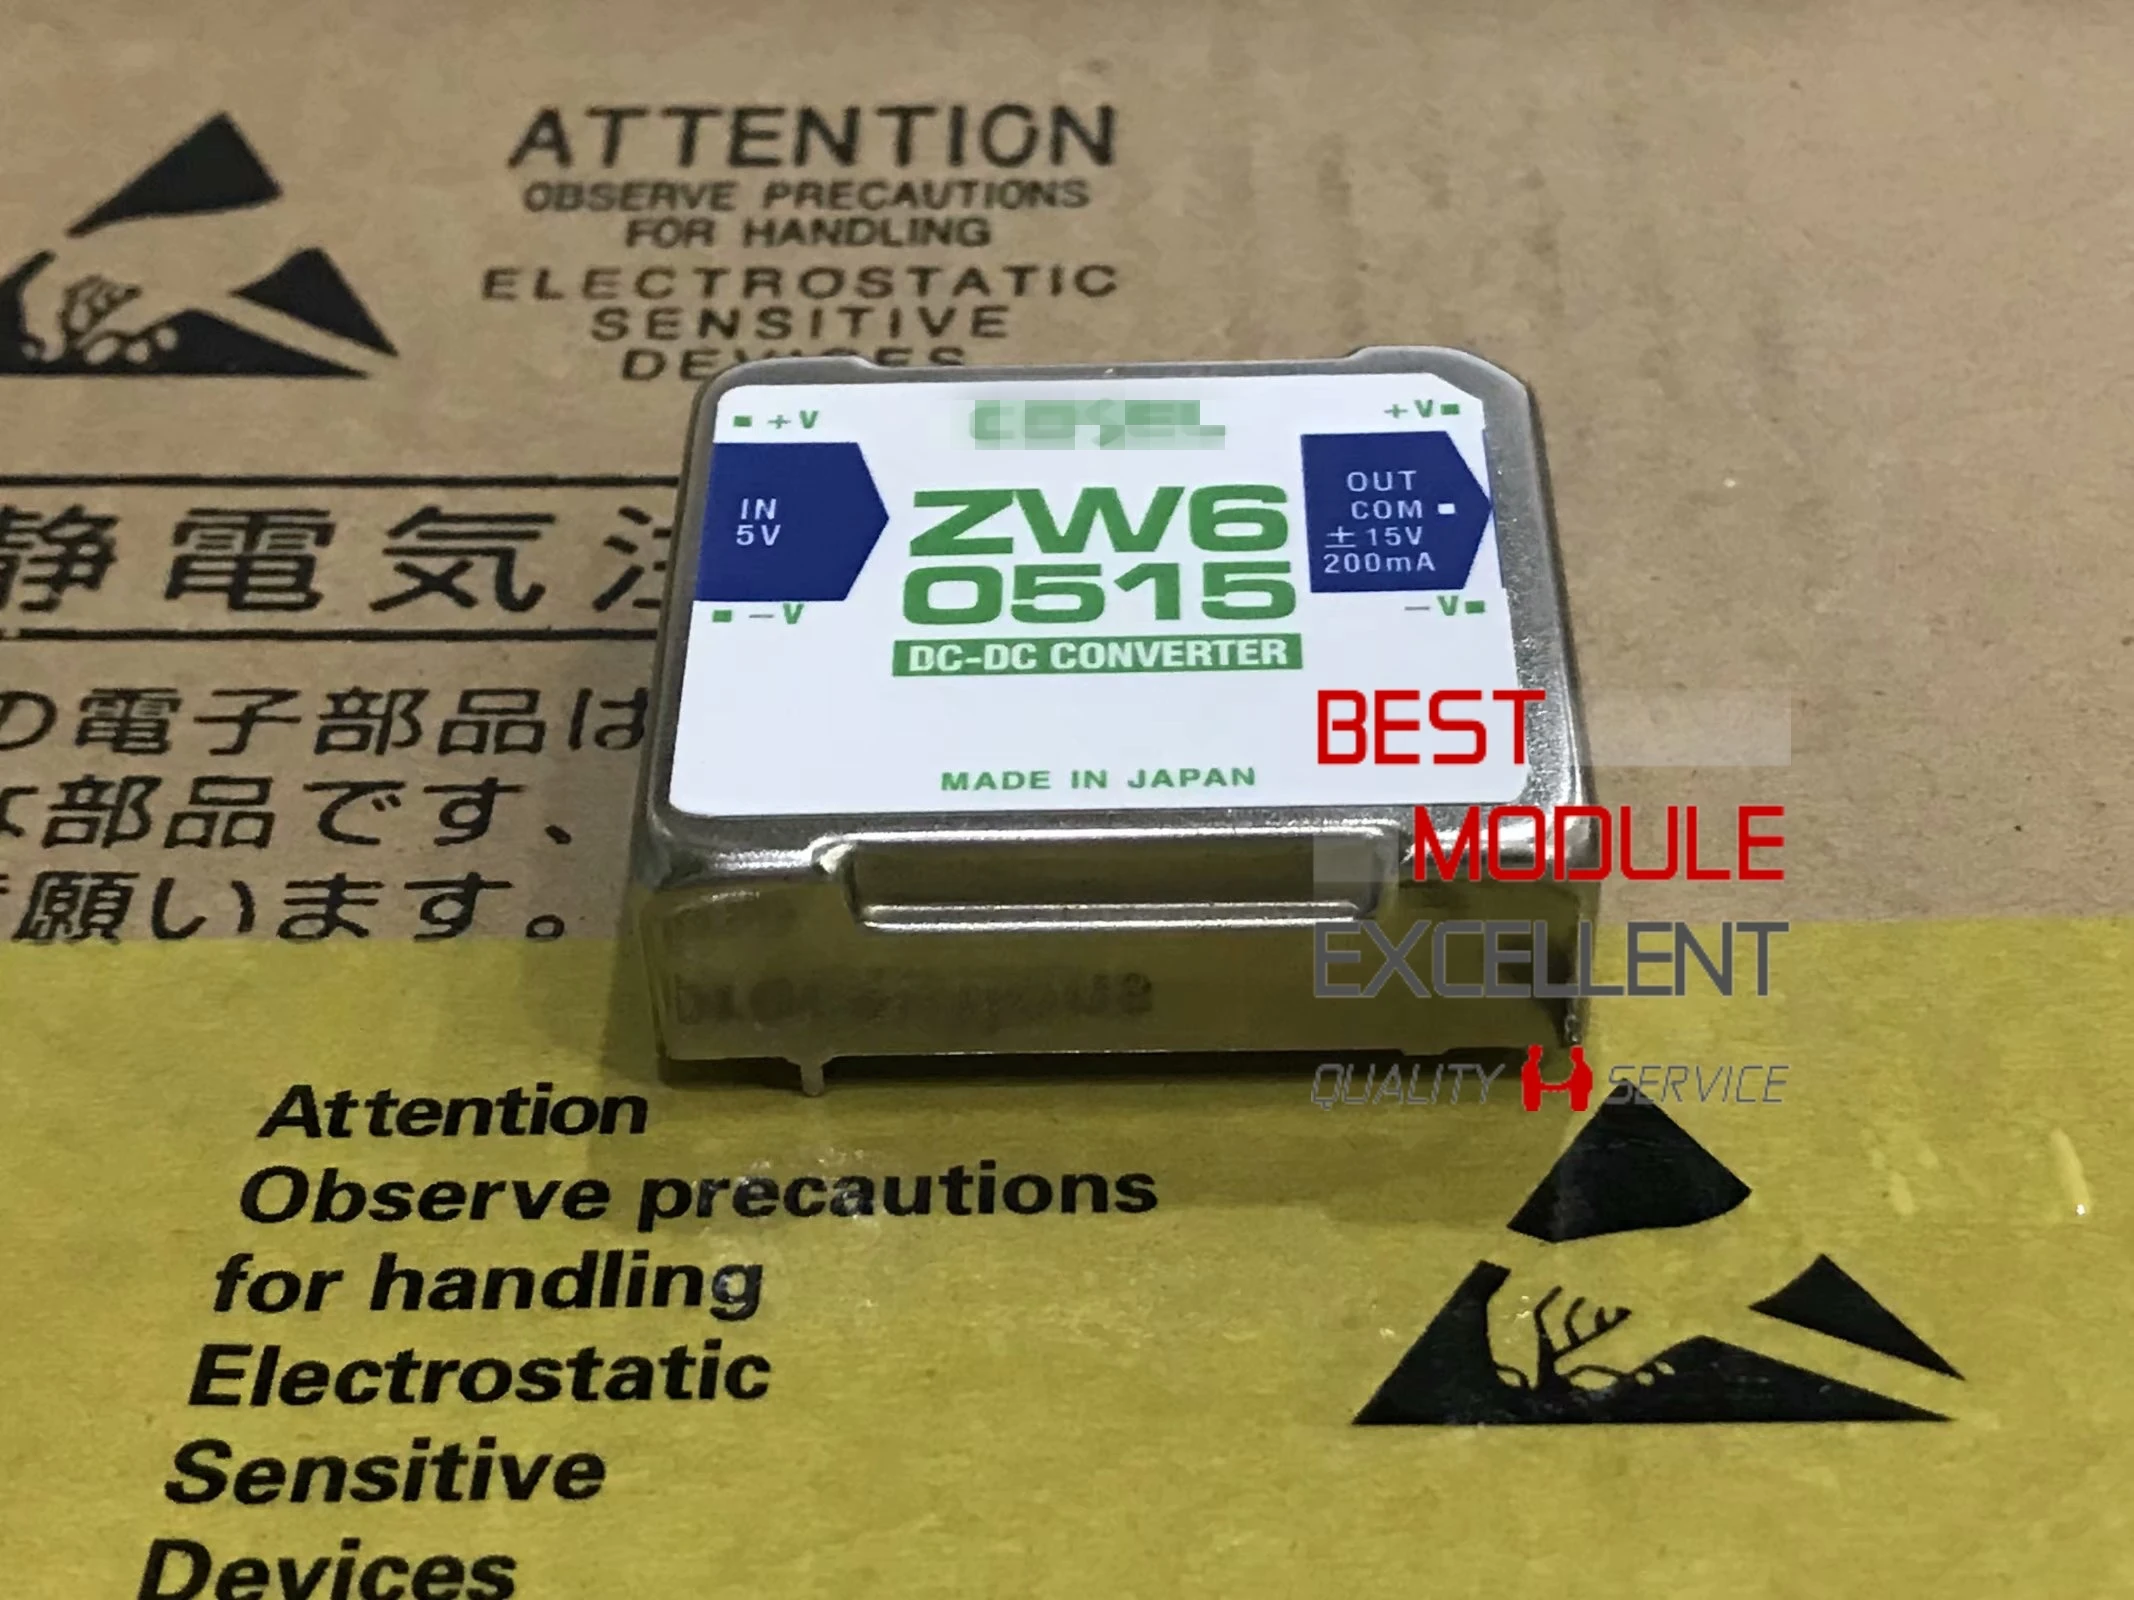 ATTENTION
OBSERVE PRECAUTIONS
FOR HANDLING
ELECTROSTATIC
SENSITIVE
DEVICES
静電気注
の電子部品は
部品です、
願います。
+V
COSEL
+V
IN
5V
ZW6
0515
OUT
COM
±15V
200mA
-V
-V
DC-DC CONVERTER
MADE IN JAPAN
BEST
MODULE
EXCELLENT
QUALITY SERVICE
Attention
Observe precautions
for handling
Electrostatic
Sensitive
Devices